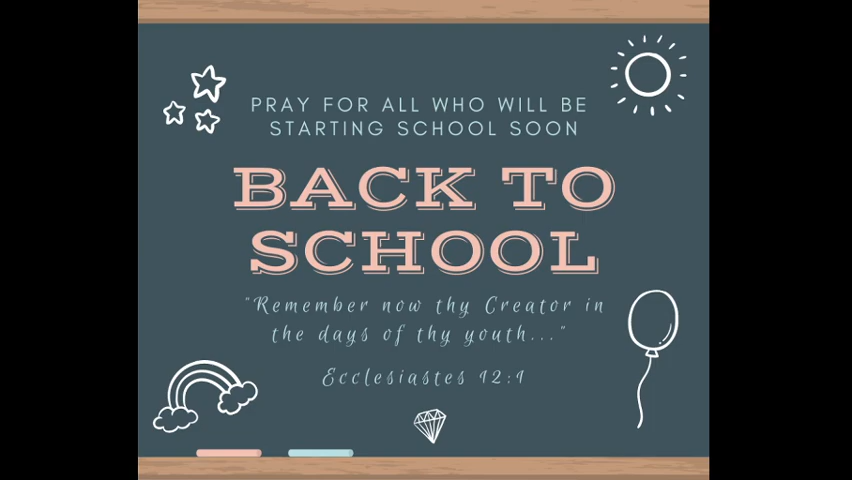 PRAY FOR ALL WHO WILL BE
STARTING SCHOOL SOON
BACK TO
SCHOOL
"Remember now thy Creator in
the days of thy youth..."
Ecclesiastes 12:1